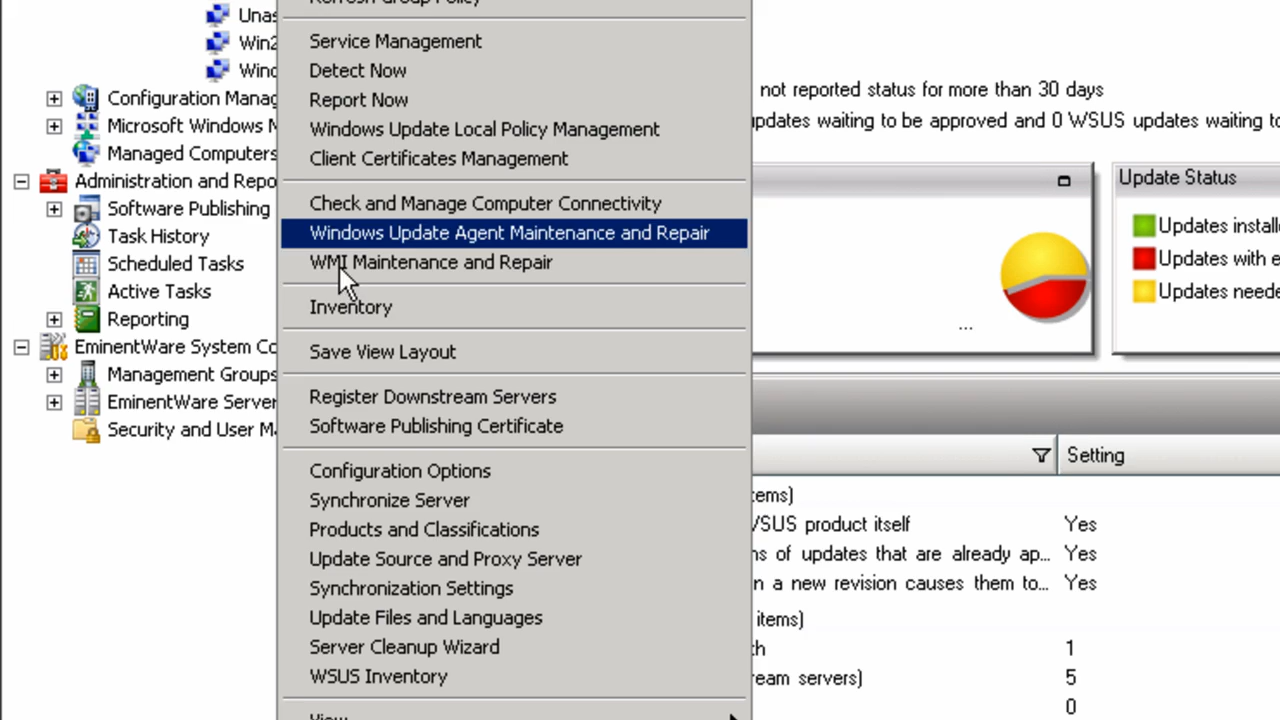 Refresh Group Policy
Unas
Service Management
Win2
Detect Now
Winc
not reported status for more than 30 days
Configuration Manag
Report Now
pdates waiting to be approved and 0 WSUS updates waiting to
Microsoft Windows M
Windows Update Local Policy Management
Managed Computers
Client Certificates Management
Administration and Repo
Update Status
Software Publishing
Check and Manage Computer Connectivity
Updates install
Task History
Windows Update Agent Maintenance and Repair
Updates with e
Scheduled Tasks
WMI Maintenance and Repair
Updates neede
Active Tasks
Inventory
Reporting
...
EminentWare System Co
Save View Layout
Management Groups
Register Downstream Servers
EminentWare Server
Software Publishing Certificate
Security and User Ma
Setting
Configuration Options
tems)
Synchronize Server
WSUS product itself
Yes
Products and Classifications
ns of updates that are already ap...
Yes
Update Source and Proxy Server
n a new revision causes them to...
Yes
Synchronization Settings
Update Files and Languages
items)
Server Cleanup Wizard
th
1
WSUS Inventory
eam servers)
5
0
View